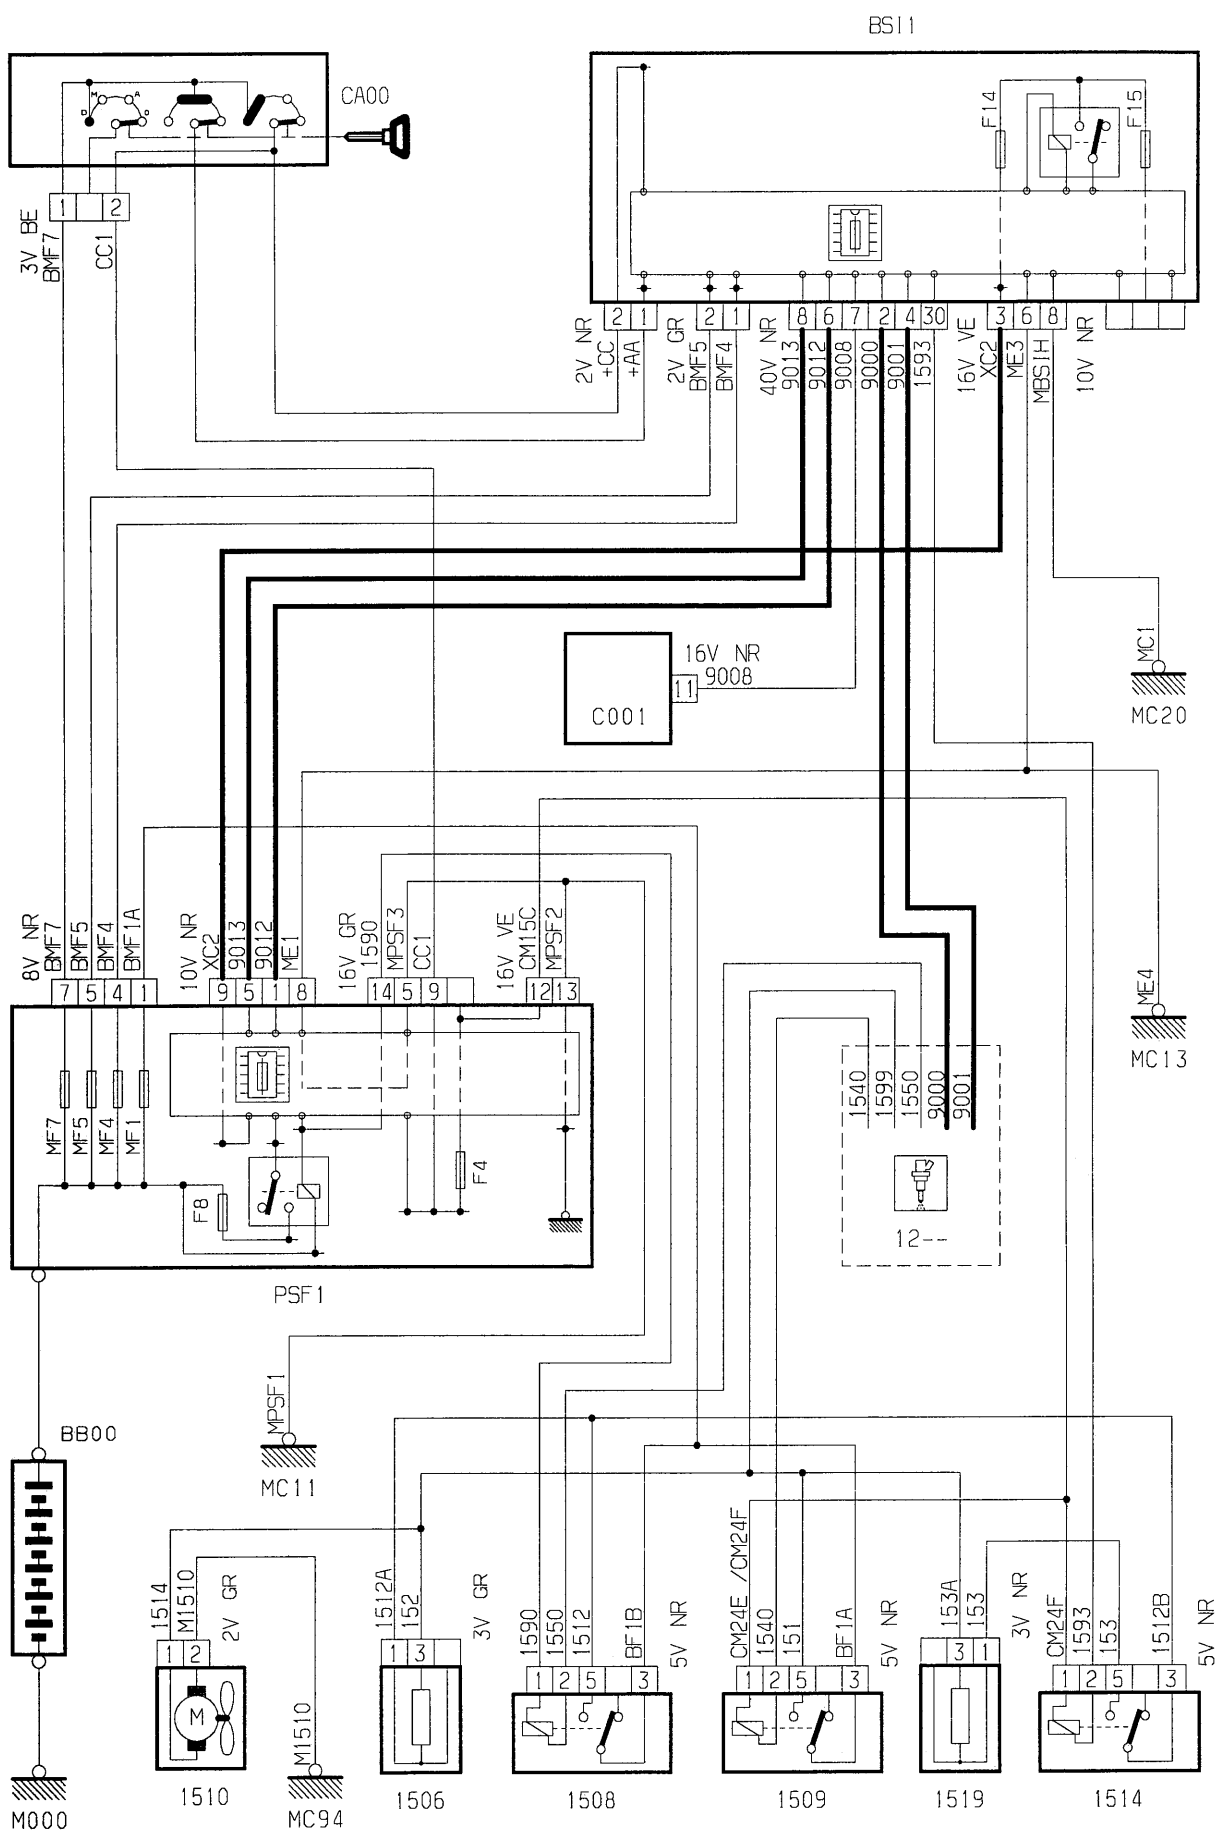 BSI1
CA00
M
A
D
D
F14
F15
1
2
3V BE
BMF7
CC1
2
1
2
1
8
6
7
2
4
30
3
6
8
2V NR
+CC
+AA
2V GR
BMF5
BMF4
40V NR
9013
9012
9008
9000
9001
1593
16V VE
XC2
ME3
MBSIH
10V NR
16V NR
9008
11
C001
MC1
MC20
8V NR
BMF7
BMF5
BMF4
BMF1A
10V NR
XC2
9013
9012
ME1
16V GR
1590
MPSF3
CC1
16V VE
CM15C
MPSF2
7
5
4
1
9
5
1
8
14
5
9
12
13
ME4
MC13
1540
1599
1550
9000
9001
12--
MF7
MF5
MF4
MF1
F8
F4
PSF1
BB00
MPSF1
MC11
1514
M1510
2V GR
1
2
M
1510
M1510
MC94
M000
1512A
152
3V GR
1
3
1506
1590
1550
1512
BF1B
5V NR
1
2
5
3
1508
CM24E /CM24F
1540
151
BF1A
5V NR
1
2
5
3
1509
153A
153
3V NR
3
1
1519
CM24F
1593
153
1512B
5V NR
1
2
5
3
1514